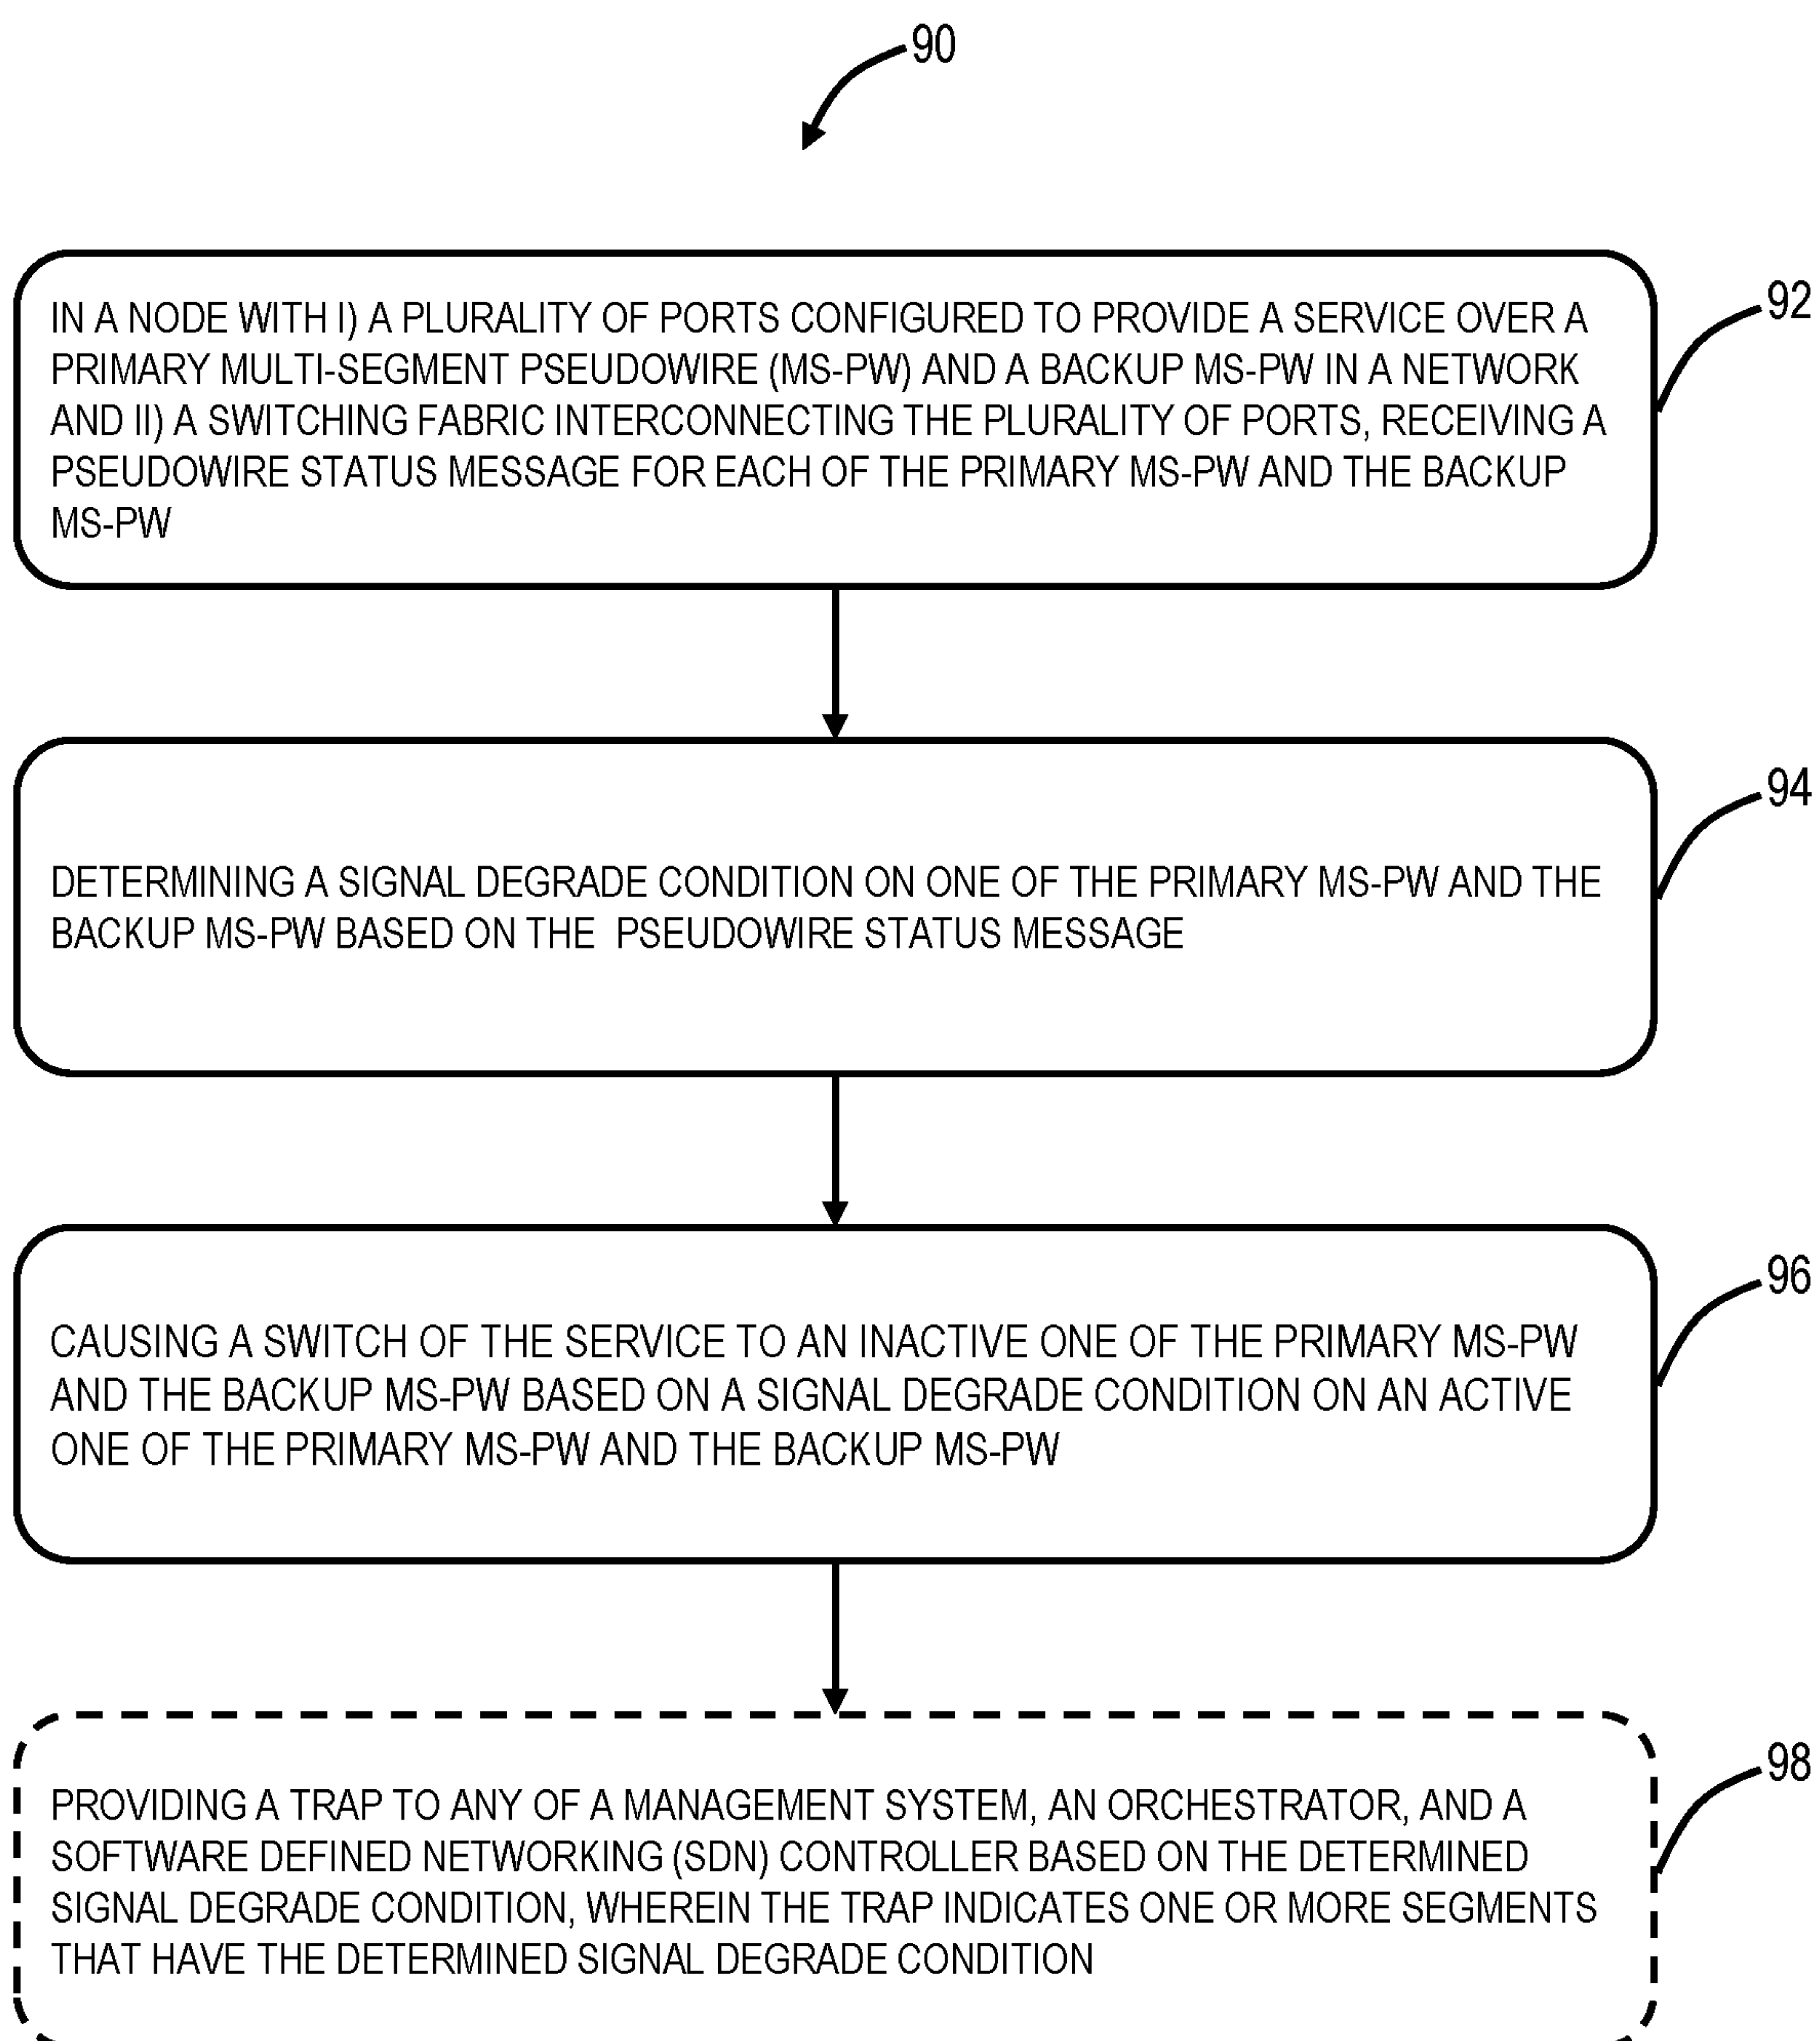 90
IN A NODE WITH I) A PLURALITY OF PORTS CONFIGURED TO PROVIDE A SERVICE OVER A
PRIMARY MULTI-SEGMENT PSEUDOWIRE (MS-PW) AND A BACKUP MS-PW IN A NETWORK
AND II) A SWITCHING FABRIC INTERCONNECTING THE PLURALITY OF PORTS, RECEIVING A
PSEUDOWIRE STATUS MESSAGE FOR EACH OF THE PRIMARY MS-PW AND THE BACKUP
MS-PW
92
DETERMINING A SIGNAL DEGRADE CONDITION ON ONE OF THE PRIMARY MS-PW AND THE
BACKUP MS-PW BASED ON THE  PSEUDOWIRE STATUS MESSAGE
94
CAUSING A SWITCH OF THE SERVICE TO AN INACTIVE ONE OF THE PRIMARY MS-PW
AND THE BACKUP MS-PW BASED ON A SIGNAL DEGRADE CONDITION ON AN ACTIVE
ONE OF THE PRIMARY MS-PW AND THE BACKUP MS-PW
96
PROVIDING A TRAP TO ANY OF A MANAGEMENT SYSTEM, AN ORCHESTRATOR, AND A
SOFTWARE DEFINED NETWORKING (SDN) CONTROLLER BASED ON THE DETERMINED
SIGNAL DEGRADE CONDITION, WHEREIN THE TRAP INDICATES ONE OR MORE SEGMENTS
THAT HAVE THE DETERMINED SIGNAL DEGRADE CONDITION
98